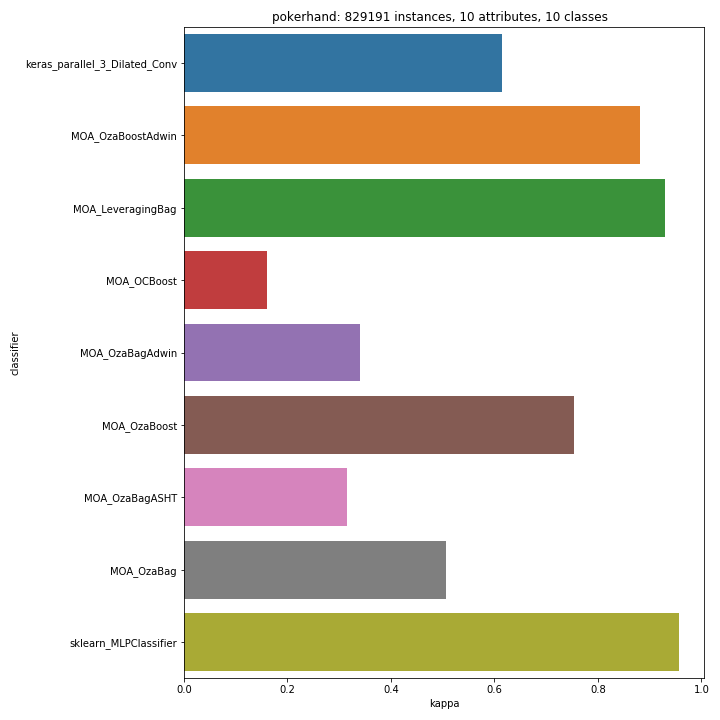 pokerhand: 829191 instances, 10 attributes, 10 classes
keras_parallel_3_Dilated_Conv
MOA_OzaBoostAdwin
MOA_LeveragingBag
MOA_OCBoost
MOA_OzaBagAdwin
MOA_OzaBoost
MOA_OzaBagASHT
MOA_OzaBag
sklearn_MLPClassifier
classifier
0.0 0.2 0.4 0.6 0.8 1.0
kappa